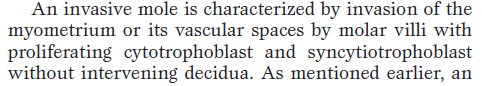 An invasive mole is characterized by invasion of the
myometrium or its vascular spaces by molar villi with
proliferating cytotrophoblast and syncytiotrophoblast
without intervening decidua. As mentioned earlier, an